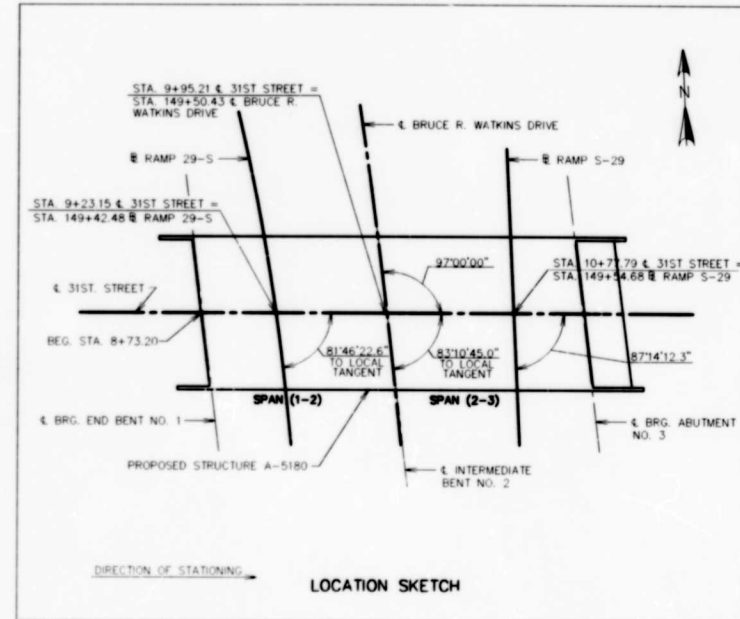 STA. 9+95.21 ℄ 31ST STREET =
STA. 149+50.43 ℄ BRUCE R.
WATKINS DRIVE
℄ BRUCE R. WATKINS DRIVE
N
RAMP 29-S
RAMP S-29
STA. 9+23.15 ℄ 31ST STREET =
STA. 149+42.48 RAMP 29-S
97°00'00"
STA. 10+77.79 ℄ 31ST STREET =
STA. 149+54.68 RAMP S-29
℄ 31ST. STREET
BEG. STA. 8+73.20
81°46'22.6"
TO LOCAL
TANGENT
83°10'45.0"
TO LOCAL
TANGENT
87°14'12.3"
SPAN (1-2)
SPAN (2-3)
℄ BRG. END BENT NO. 1
℄ BRG. ABUTMENT
NO. 3
PROPOSED STRUCTURE A-5180
℄ INTERMEDIATE
BENT NO. 2
DIRECTION OF STATIONING
LOCATION SKETCH